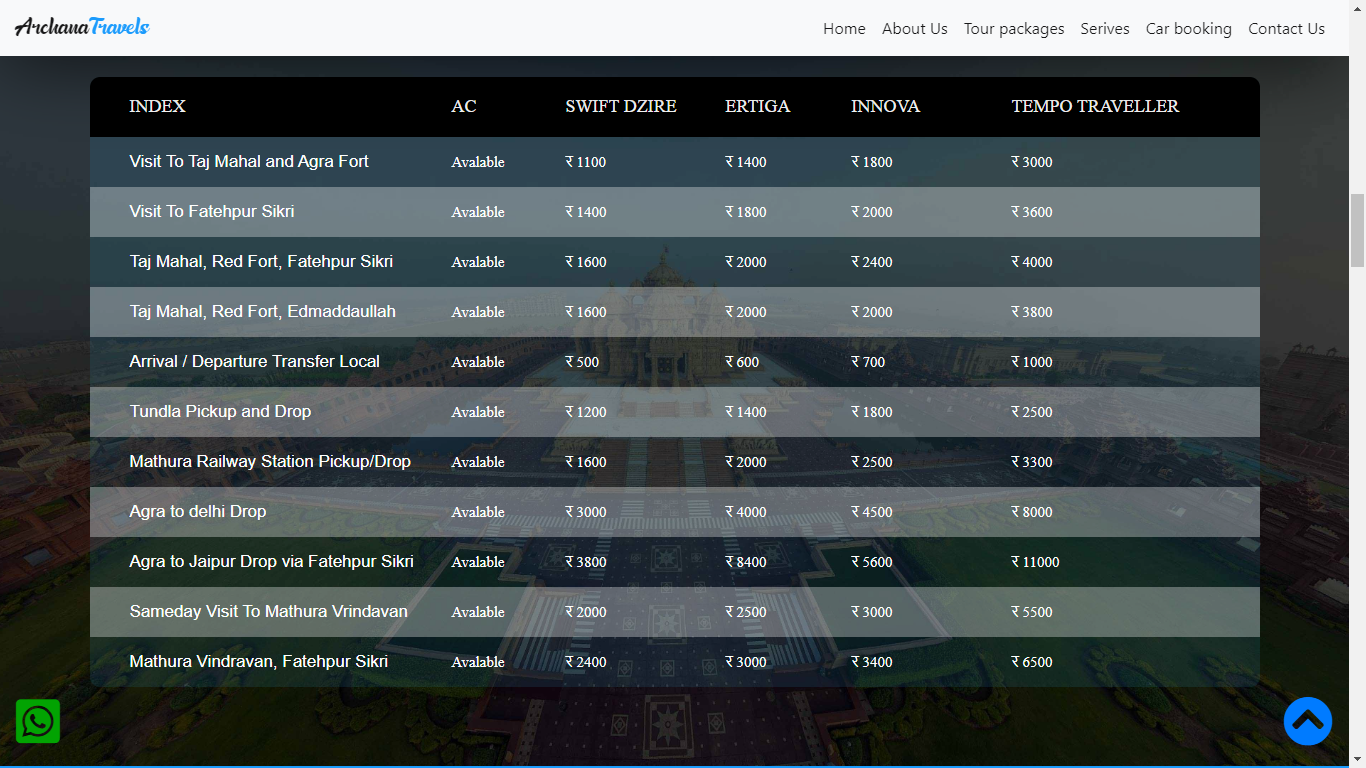 ArchanaTravels Home About Us Tour packages Serives Car booking Contact Us
INDEX AC SWIFT DZIRE ERTIGA INNOVA TEMPO TRAVELLER
Visit To Taj Mahal and Agra Fort Avalable र 1100 र 1400 र 1800 र 3000
Visit To Fatehpur Sikri Avalable र 1400 र 1800 र 2000 र 3600
Taj Mahal, Red Fort, Fatehpur Sikri Avalable र 1600 र 2000 र 2400 र 4000
Taj Mahal, Red Fort, Edmaddaullah Avalable र 1600 र 2000 र 2000 र 3800
Arrival / Departure Transfer Local Avalable र 500 र 600 र 700 र 1000
Tundla Pickup and Drop Avalable र 1200 र 1400 र 1800 र 2500
Mathura Railway Station Pickup/Drop Avalable र 1600 र 2000 र 2500 र 3300
Agra to delhi Drop Avalable र 3000 र 4000 र 4500 र 8000
Agra to Jaipur Drop via Fatehpur Sikri Avalable र 3800 र 8400 र 5600 र 11000
Sameday Visit To Mathura Vrindavan Avalable र 2000 र 2500 र 3000 र 5500
Mathura Vindravan, Fatehpur Sikri Avalable र 2400 र 3000 र 3400 र 6500